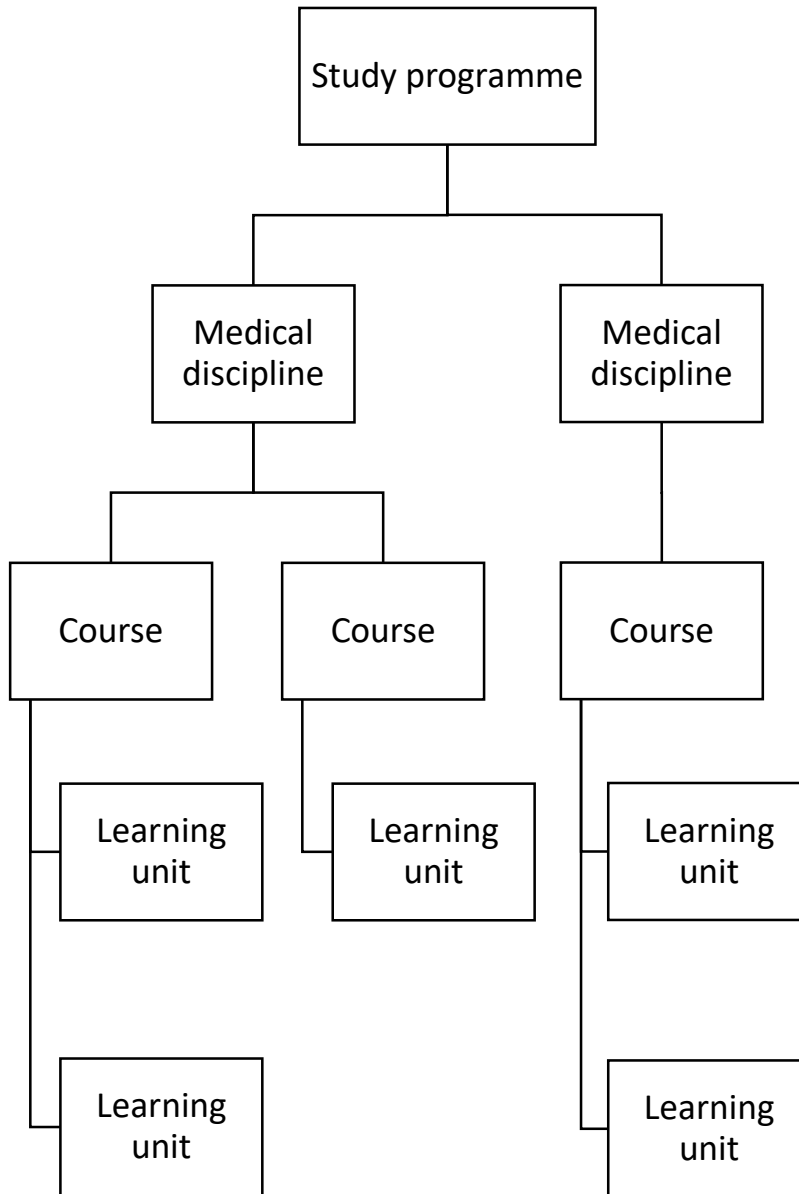 Study programme
Medical
discipline
Medical
discipline
Course
Course
Course
Learning
unit
Learning
unit
Learning
unit
Learning
unit
Learning
unit